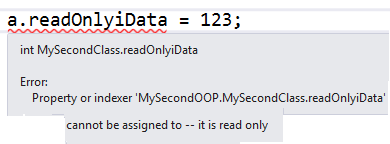 a.readOnlyiData = 123;
int MySecondClass.readOnlyiData
Error:
Property or indexer 'MySecondOOP.MySecondClass.readOnlyiData'
cannot be assigned to -- it is read only